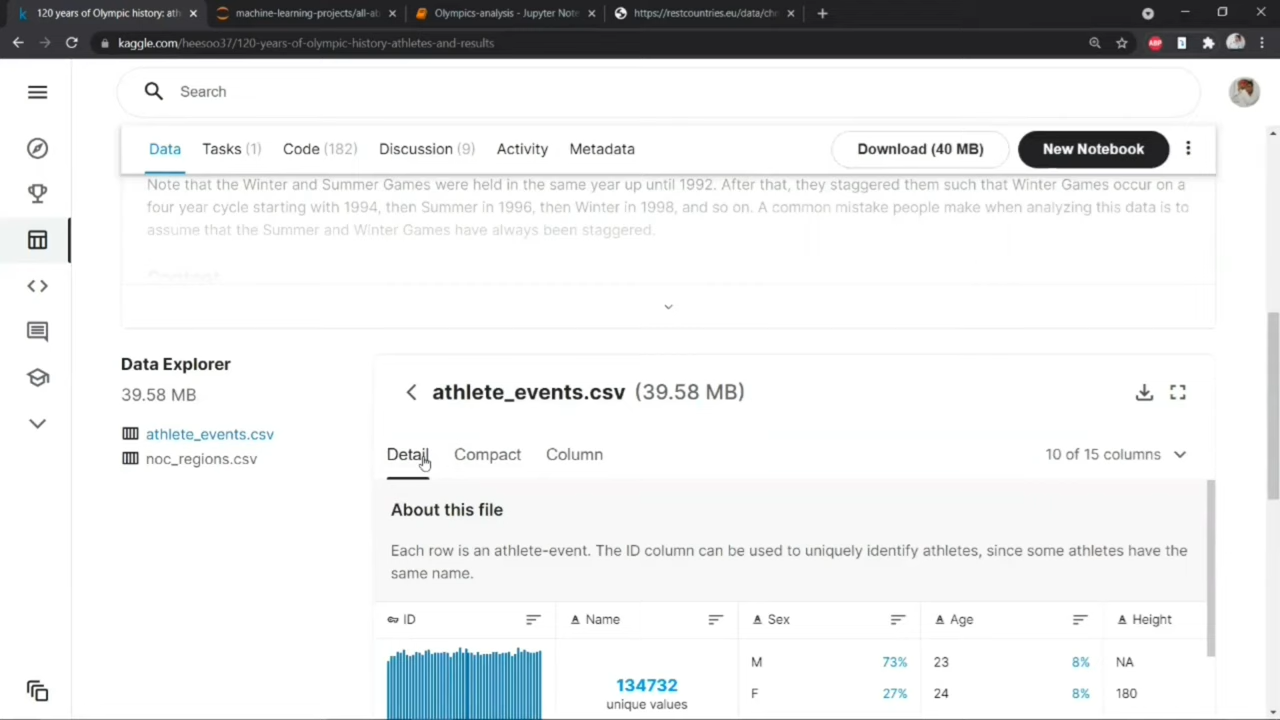 120 years of Olympic history: ath
machine-learning-projects/all-at
Olympics-analysis - Jupyter Note
https://restcountries.eu/data/ch
kaggle.com/heesoo37/120-years-of-olympic-history-athletes-and-results
ABP
Search
Data
Tasks (1)
Code (182)
Discussion (9)
Activity
Metadata
Download (40 MB)
New Notebook
Note that the Winter and Summer Games were held in the same year up until 1992. After that, they staggered them such that Winter Games occur on a
four year cycle starting with 1994, then Summer in 1996, then Winter in 1998, and so on. A common mistake people make when analyzing this data is to
assume that the Summer and Winter Games have always been staggered.
Content
Data Explorer
39.58 MB
athlete_events.csv
noc_regions.csv
athlete_events.csv (39.58 MB)
Detail
Compact
Column
10 of 15 columns
About this file
Each row is an athlete-event. The ID column can be used to uniquely identify athletes, since some athletes have the
same name.
ID
A Name
A Sex
A Age
A Height
134732
unique values
M 73%
F 27%
23 8%
24 8%
NA
180